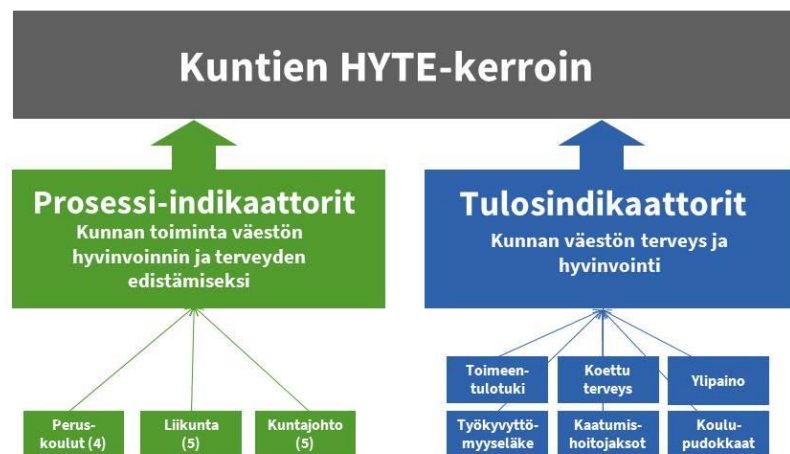 Kuntien HYTE-kerroin
Prosessi-indikaattorit
Kunnan toiminta väestön
hyvinvoinnin ja terveyden
edistämiseksi
Tulosindikaattorit
Kunnan väestön terveys ja
hyvinvointi
Perus-
koulut (4)
Liikunta
(5)
Kuntajohto
(5)
Toimeen-
tulotuki
Koettu
terveys
Ylipaino
Työkyvyttö-
myyseläke
Kaatumis-
hoitojaksot
Koulu-
pudokkaat